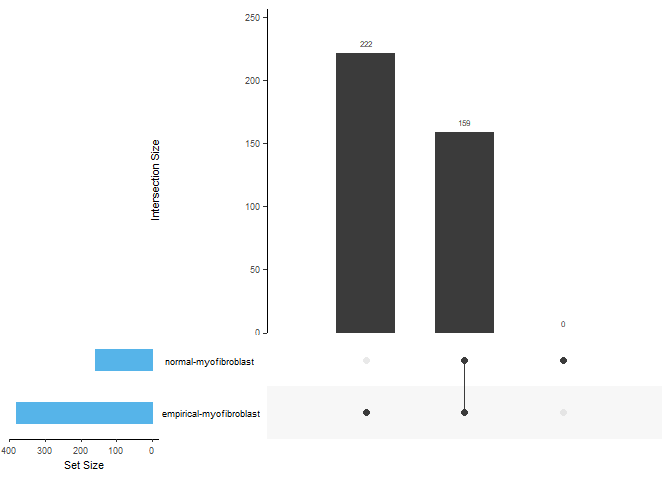 250
200
150
100
50
0
Intersection Size
222
159
0
normal-myofibroblast
empirical-myofibroblast
400 300 200 100 0
Set Size